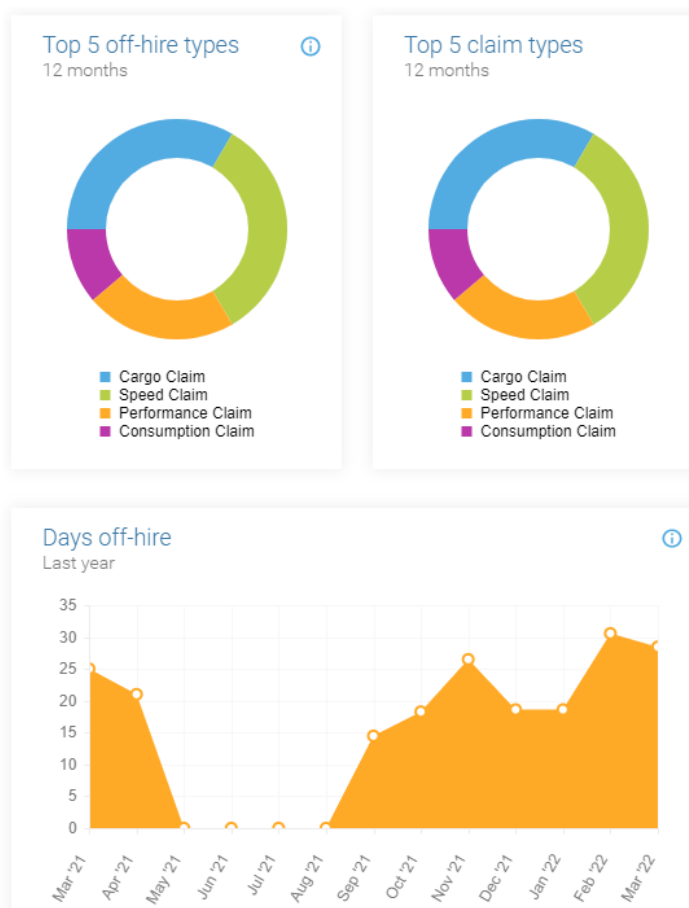 Top 5 off-hire types
12 months
Cargo Claim
Speed Claim
Performance Claim
Consumption Claim
Top 5 claim types
12 months
Cargo Claim
Speed Claim
Performance Claim
Consumption Claim
Days off-hire
Last year
35
30
25
20
15
10
5
0
Mar '21
Apr '21
May '21
Jun '21
Jul '21
Aug '21
Sep '21
Oct '21
Nov '21
Dec '21
Jan '22
Feb '22
Mar '22